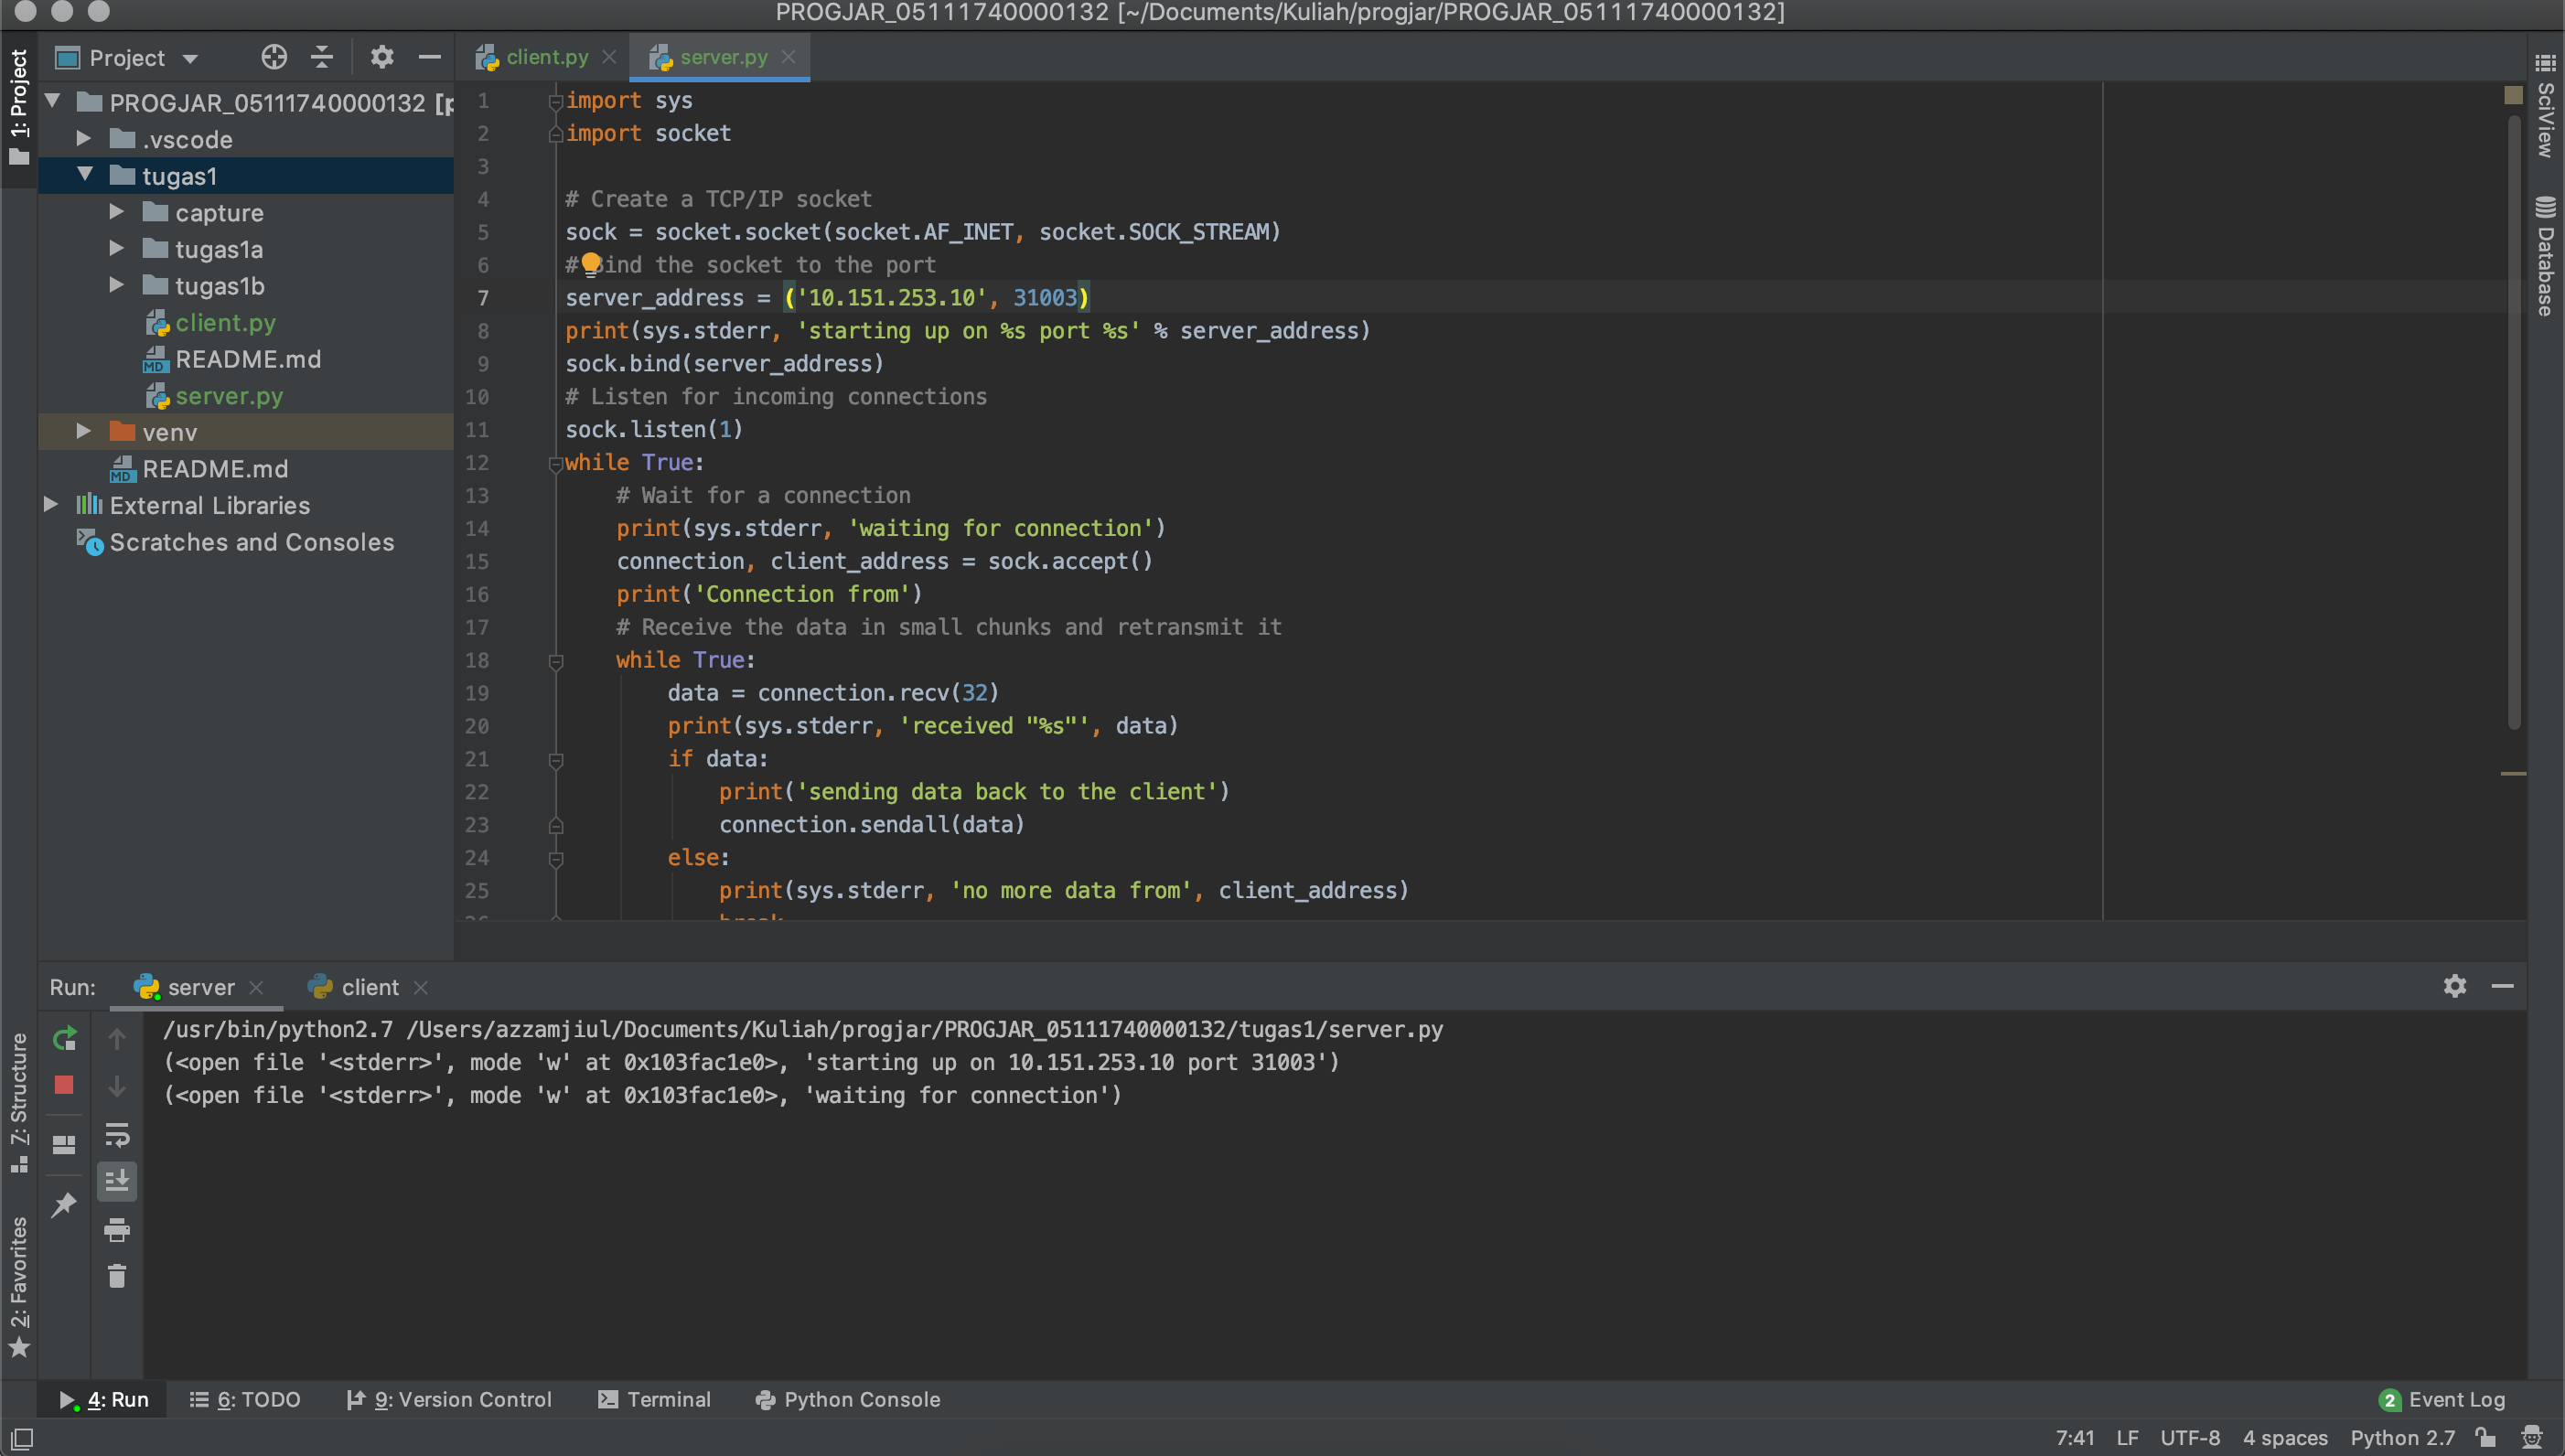 PROGJAR_05111740000132 [~/Documents/Kuliah/progjar/PROGJAR_05111740000132]
1: Project
Project
client.py
server.py
PROGJAR_05111740000132 [p
.vscode
tugas1
capture
tugas1a
tugas1b
client.py
README.md
server.py
venv
README.md
External Libraries
Scratches and Consoles
1 import sys
2 import socket
3
4 # Create a TCP/IP socket
5 sock = socket.socket(socket.AF_INET, socket.SOCK_STREAM)
6 # Bind the socket to the port
7 server_address = ('10.151.253.10', 31003)
8 print(sys.stderr, 'starting up on %s port %s' % server_address)
9 sock.bind(server_address)
10 # Listen for incoming connections
11 sock.listen(1)
12 while True:
13     # Wait for a connection
14     print(sys.stderr, 'waiting for connection')
15     connection, client_address = sock.accept()
16     print('Connection from')
17     # Receive the data in small chunks and retransmit it
18     while True:
19         data = connection.recv(32)
20         print(sys.stderr, 'received "%s"', data)
21         if data:
22             print('sending data back to the client')
23             connection.sendall(data)
24         else:
25             print(sys.stderr, 'no more data from', client_address)
26             break
SciView
Database
Run:
server
client
/usr/bin/python2.7 /Users/azzamjiul/Documents/Kuliah/progjar/PROGJAR_05111740000132/tugas1/server.py
(<open file '<stderr>', mode 'w' at 0x103fac1e0>, 'starting up on 10.151.253.10 port 31003')
(<open file '<stderr>', mode 'w' at 0x103fac1e0>, 'waiting for connection')
7: Structure
2: Favorites
4: Run
6: TODO
9: Version Control
Terminal
Python Console
2 Event Log
7:41 LF UTF-8 4 spaces Python 2.7